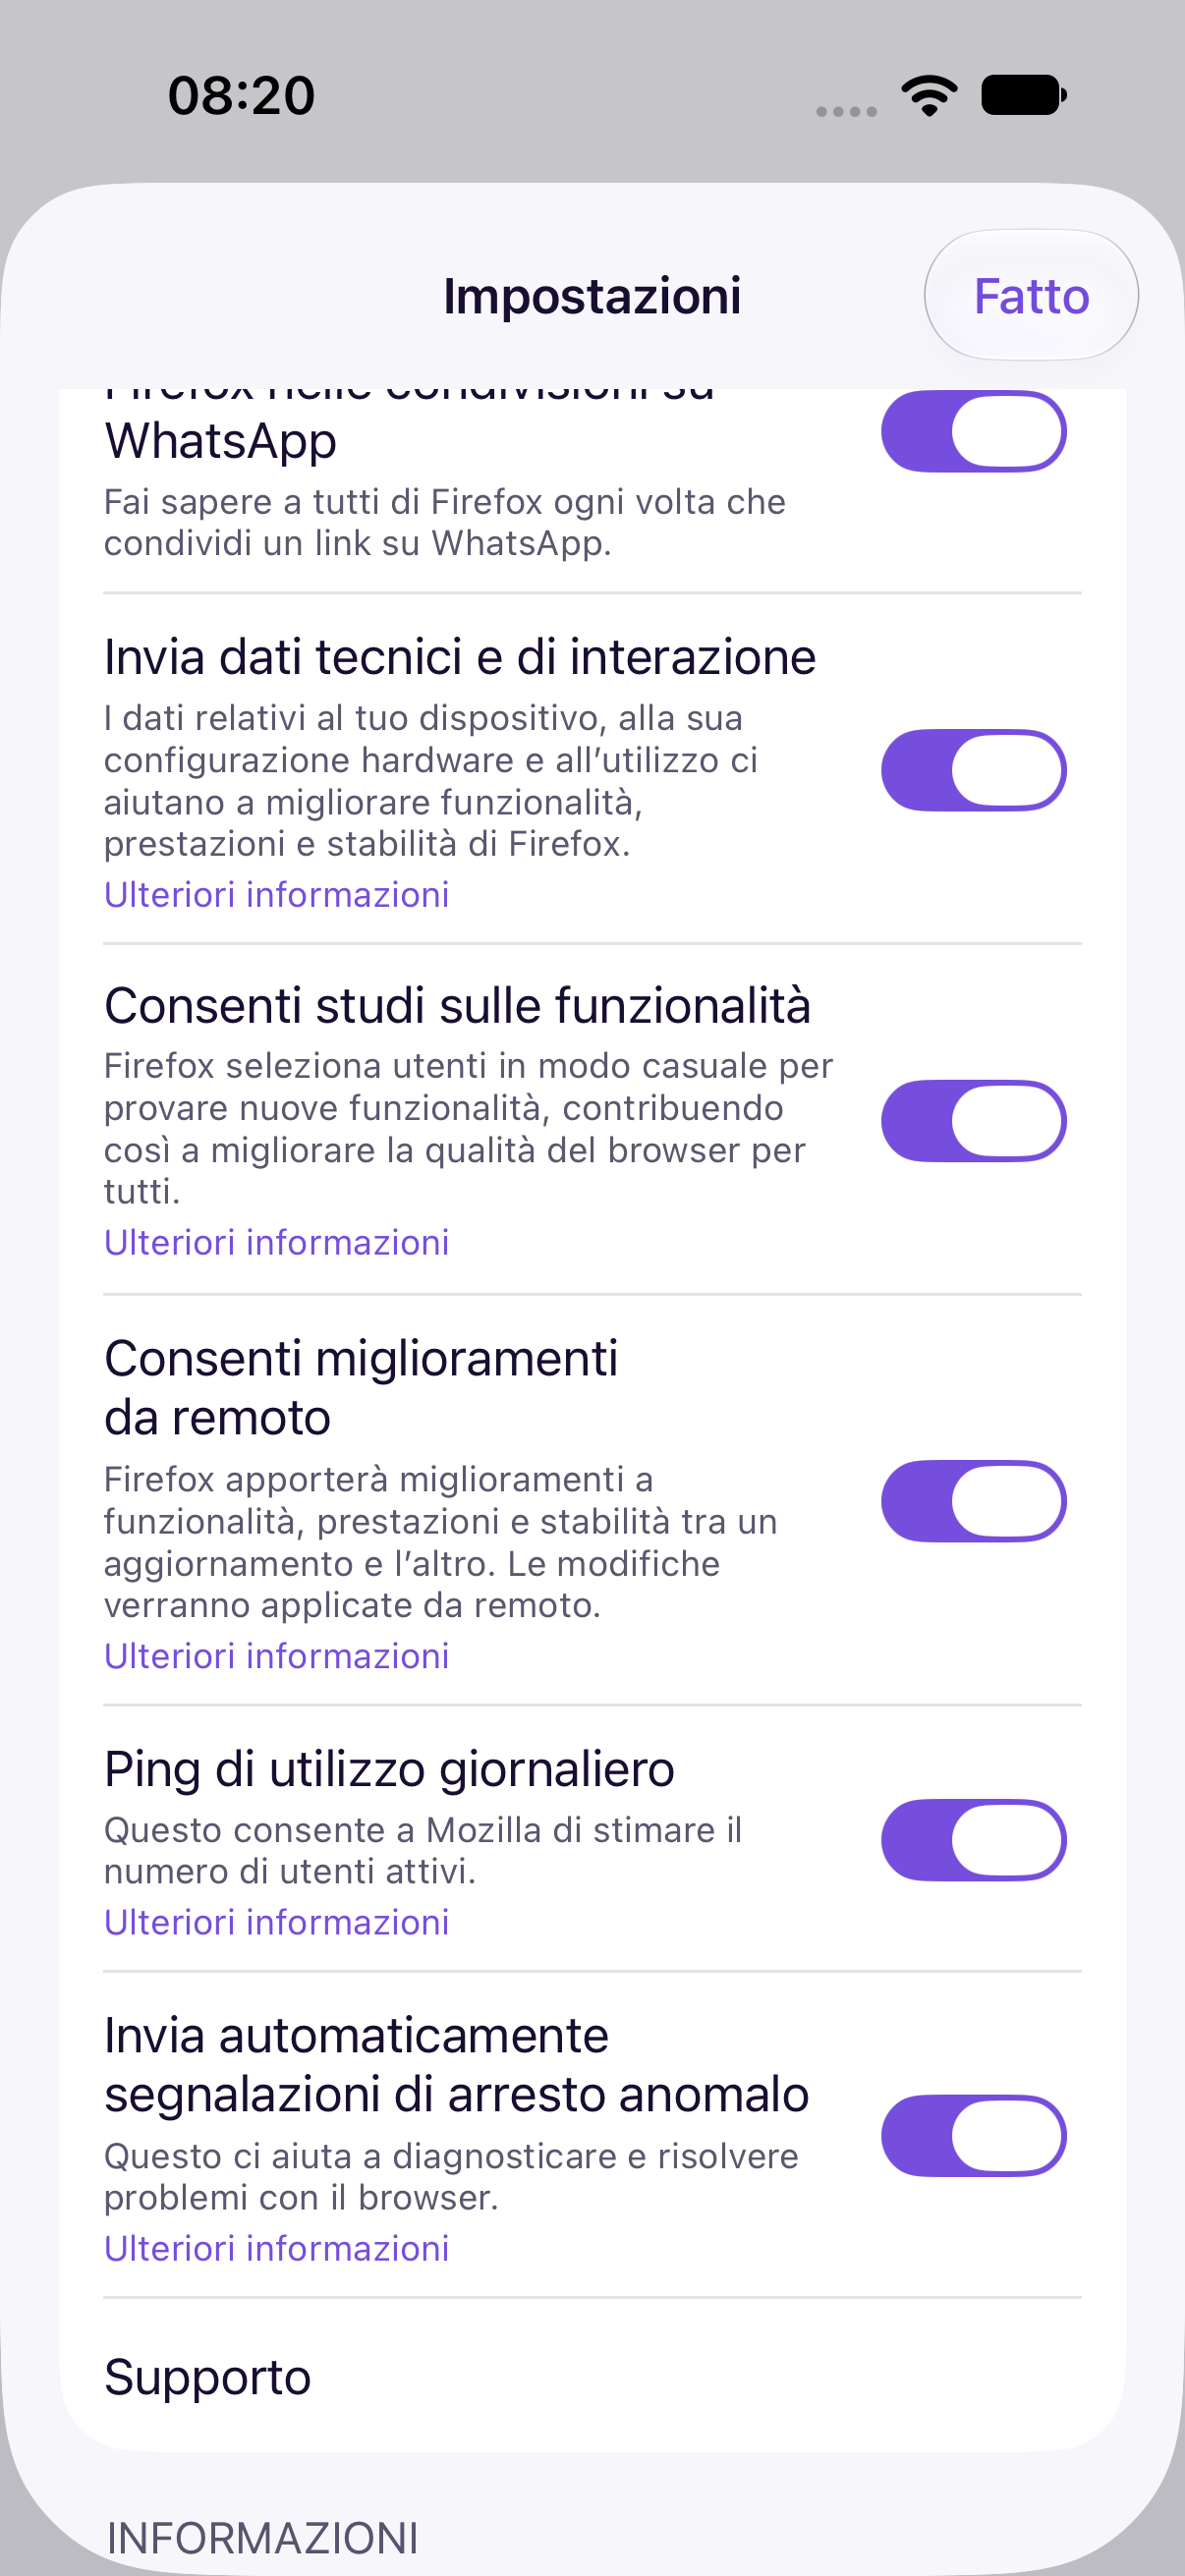 08:20
Impostazioni
Fatto
Firefox nelle condivisioni su
WhatsApp
Fai sapere a tutti di Firefox ogni volta che
condividi un link su WhatsApp.
Invia dati tecnici e di interazione
I dati relativi al tuo dispositivo, alla sua
configurazione hardware e all’utilizzo ci
aiutano a migliorare funzionalità,
prestazioni e stabilità di Firefox.
Ulteriori informazioni
Consenti studi sulle funzionalità
Firefox seleziona utenti in modo casuale per
provare nuove funzionalità, contribuendo
così a migliorare la qualità del browser per
tutti.
Ulteriori informazioni
Consenti miglioramenti
da remoto
Firefox apporterà miglioramenti a
funzionalità, prestazioni e stabilità tra un
aggiornamento e l’altro. Le modifiche
verranno applicate da remoto.
Ulteriori informazioni
Ping di utilizzo giornaliero
Questo consente a Mozilla di stimare il
numero di utenti attivi.
Ulteriori informazioni
Invia automaticamente
segnalazioni di arresto anomalo
Questo ci aiuta a diagnosticare e risolvere
problemi con il browser.
Ulteriori informazioni
Supporto
INFORMAZIONI